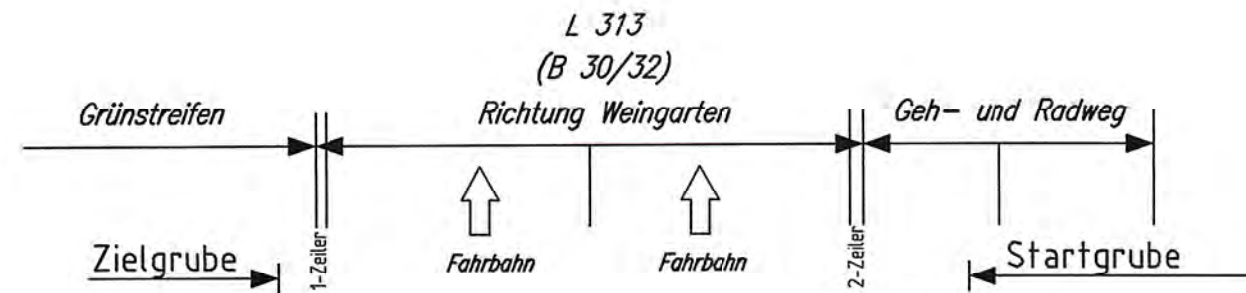 L 313
(B 30/32)
Grünstreifen
Richtung Weingarten
Geh- und Radweg
Zielgrube
1-Zeiler
Fahrbahn
Fahrbahn
2-Zeiler
Startgrube